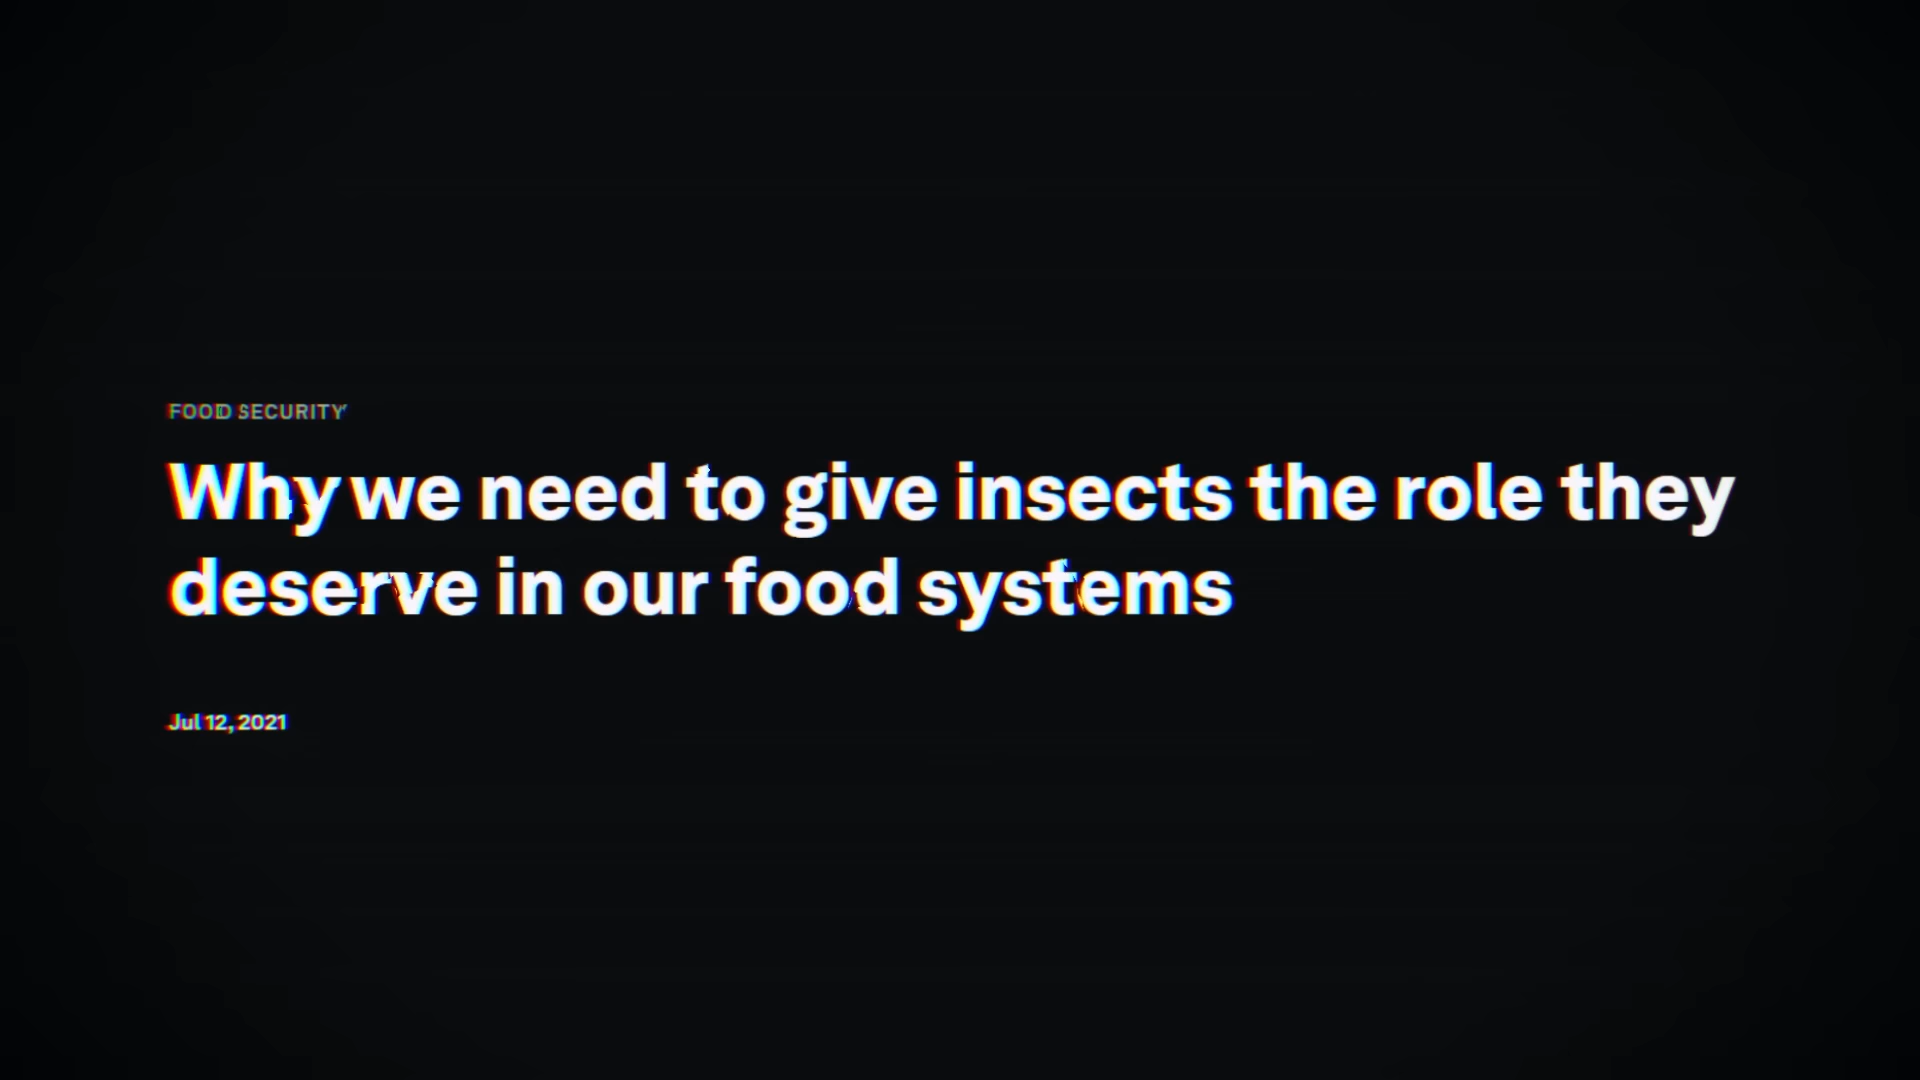 FOOD SECURITY
Why we need to give insects the role they
deserve in our food systems
Jul 12, 2021